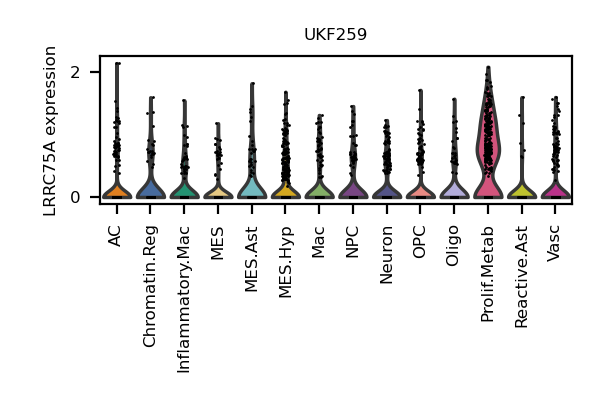 UKF259
LRRC75A expression
2
0
AC
Chromatin.Reg
Inflammatory.Mac
MES
MES.Ast
MES.Hyp
Mac
NPC
Neuron
OPC
Oligo
Prolif.Metab
Reactive.Ast
Vasc